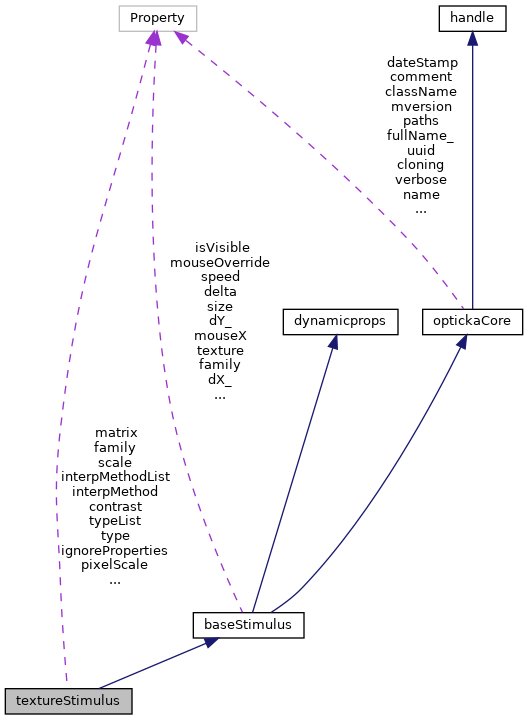 Property
handle
dateStamp
comment
className
mversion
paths
fullName_
uuid
cloning
verbose
name
...
isVisible
mouseOverride
speed
delta
size
dY_
mouseX
texture
family
dX_
...
dynamicprops
optickaCore
matrix
family
scale
interpMethodList
interpMethod
contrast
typeList
type
ignoreProperties
pixelScale
...
baseStimulus
textureStimulus